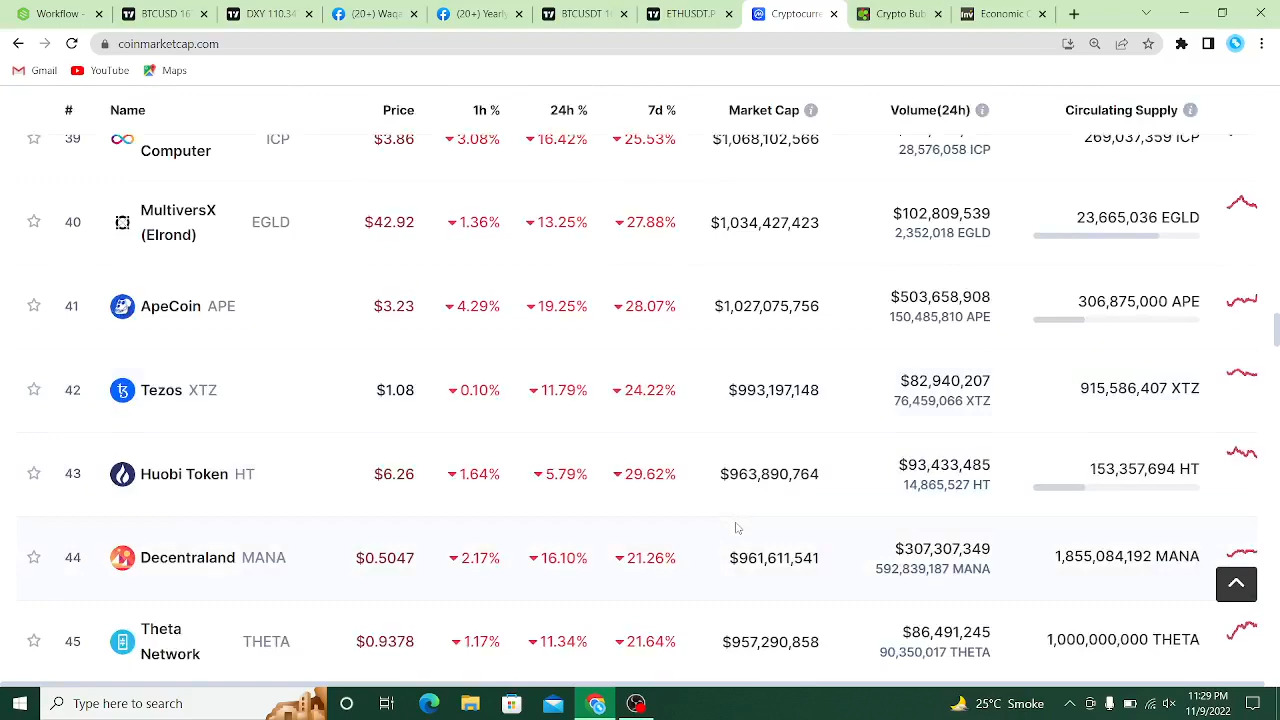 Workflow -
DXY 110.34
(20+) Wa
(20+) Yearly
BTCUSDT 16
ETHUSDT.P
Cryptocurre
Crypto Bub
Economic C
coinmarketcap.com
Gmail YouTube Maps
# Name Price 1h % 24h % 7d % Market Cap Volume(24h) Circulating Supply
39 Computer ICP $3.86 3.08% 16.42% 25.53% $1,068,102,566 269,037,359 ICP
28,576,058 ICP
40 MultiversX (Elrond) EGLD $42.92 1.36% 13.25% 27.88% $1,034,427,423 $102,809,539 23,665,036 EGLD
2,352,018 EGLD
41 ApeCoin APE $3.23 4.29% 19.25% 28.07% $1,027,075,756 $503,658,908 306,875,000 APE
150,485,810 APE
42 Tezos XTZ $1.08 0.10% 11.79% 24.22% $993,197,148 $82,940,207 915,586,407 XTZ
76,459,066 XTZ
43 Huobi Token HT $6.26 1.64% 5.79% 29.62% $963,890,764 $93,433,485 153,357,694 HT
14,865,527 HT
44 Decentraland MANA $0.5047 2.17% 16.10% 21.26% $961,611,541 $307,307,349 1,855,084,192 MANA
592,839,187 MANA
45 Theta Network THETA $0.9378 1.17% 11.34% 21.64% $957,290,858 $86,491,245 1,000,000,000 THETA
90,350,017 THETA
Type here to search
25°C Smoke
11:29 PM
11/9/2022